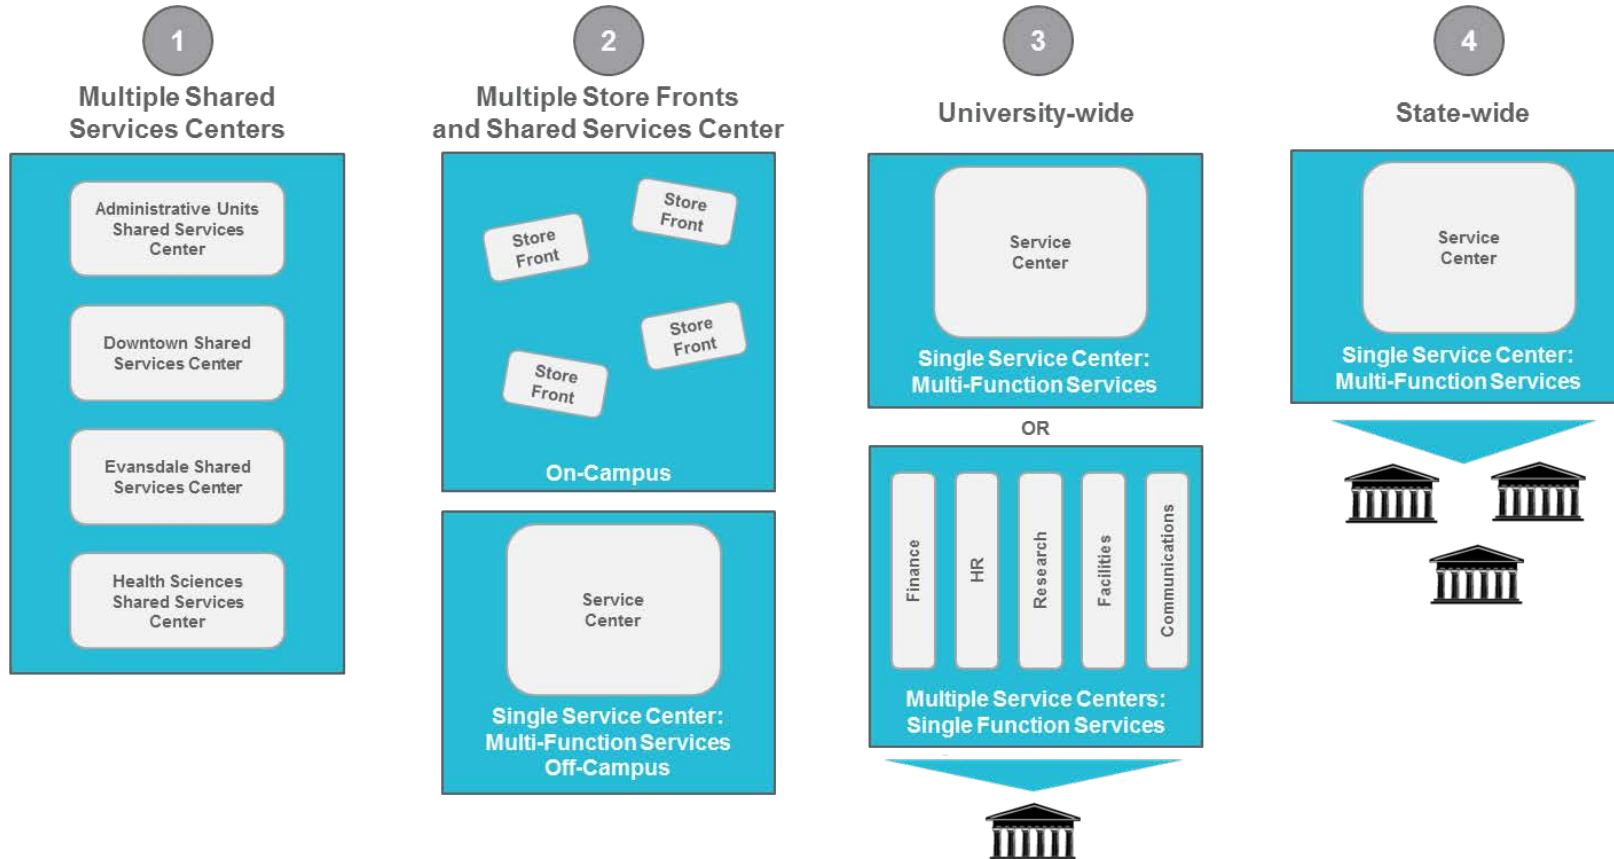 1
Multiple Shared
Services Centers
Administrative Units
Shared Services
Center
Downtown Shared
Services Center
Evansdale Shared
Services Center
Health Sciences
Shared Services
Center
2
Multiple Store Fronts
and Shared Services Center
Store
Front
Store
Front
Store
Front
Store
Front
On-Campus
Service
Center
Single Service Center:
Multi-Function Services
Off-Campus
3
University-wide
Service
Center
Single Service Center:
Multi-Function Services
OR
Finance
HR
Research
Facilities
Communications
Multiple Service Centers:
Single Function Services
4
State-wide
Service
Center
Single Service Center:
Multi-Function Services